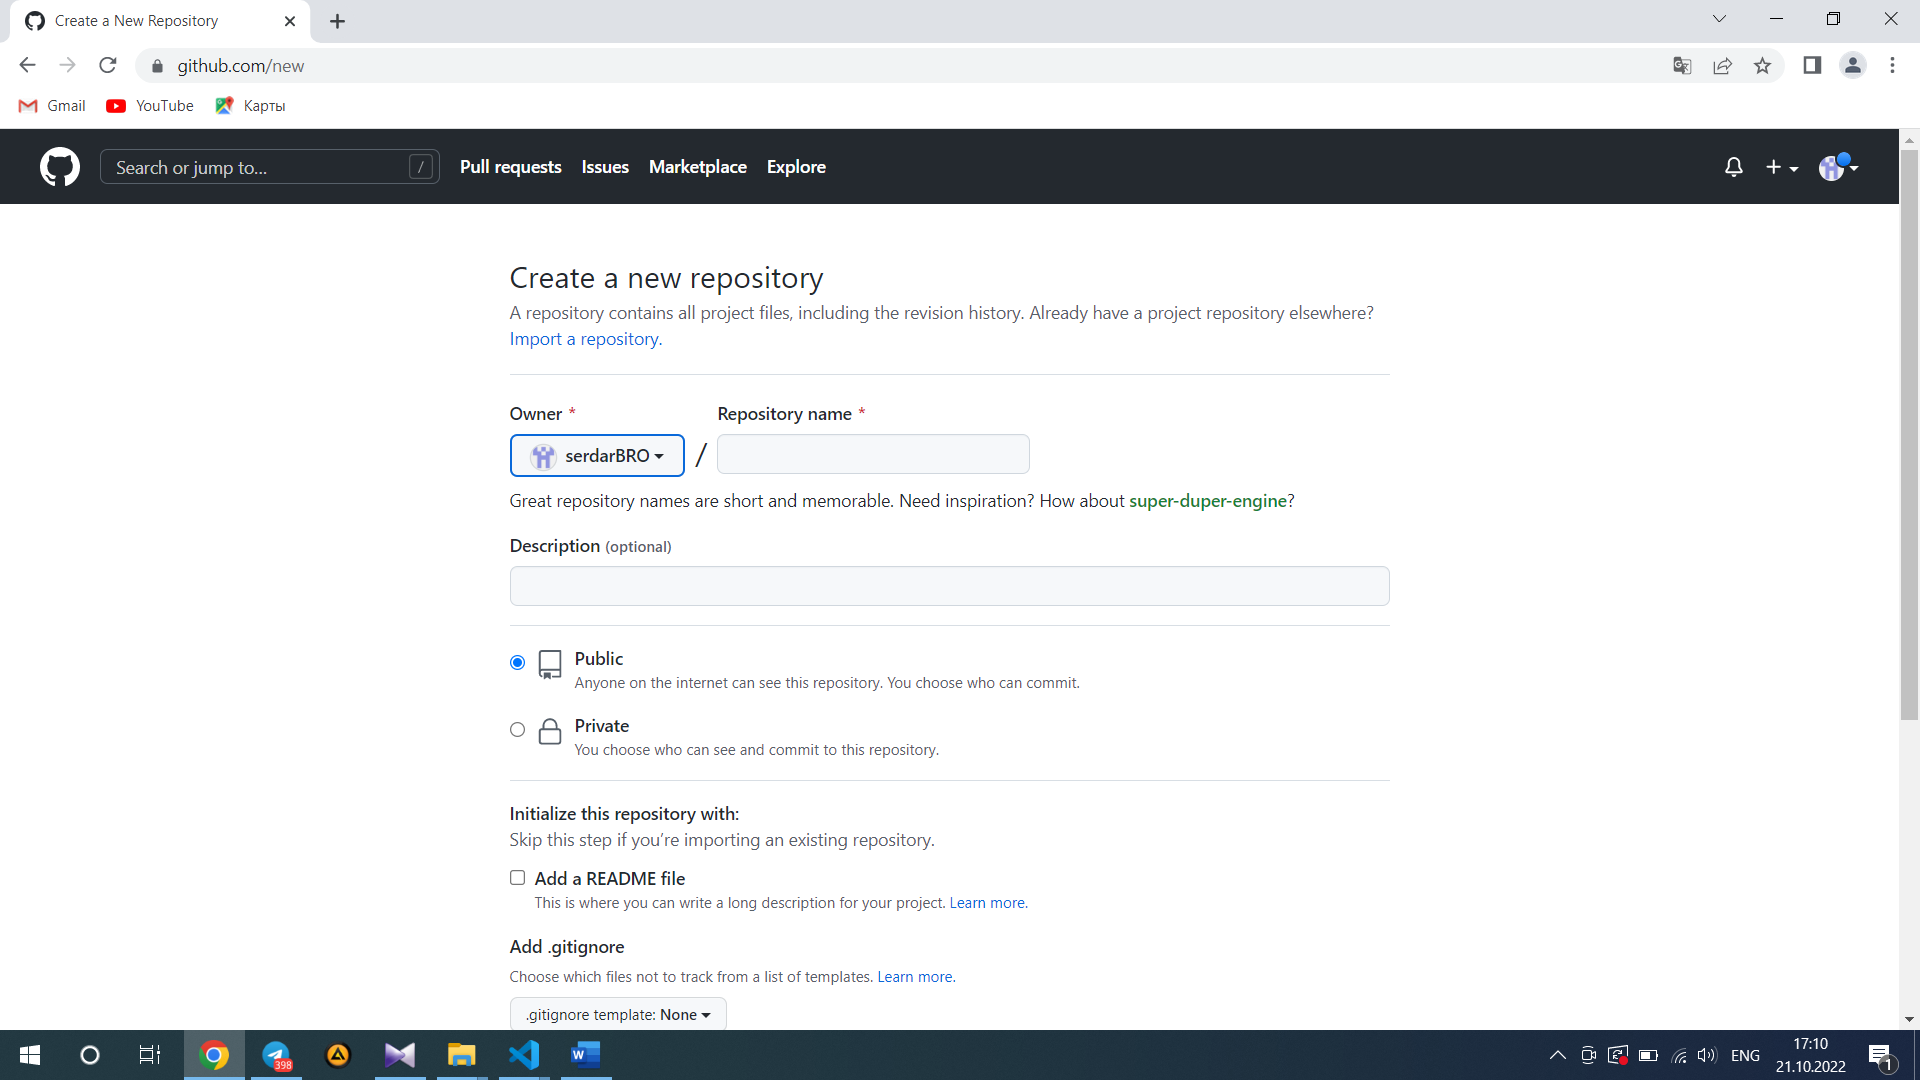 Create a New Repository
github.com/new
Gmail
YouTube
Карты
Search or jump to...
/
Pull requests
Issues
Marketplace
Explore
Create a new repository
A repository contains all project files, including the revision history. Already have a project repository elsewhere?
Import a repository.
Owner *
Repository name *
serdarBRO
/
Great repository names are short and memorable. Need inspiration? How about super-duper-engine?
Description (optional)
Public
Anyone on the internet can see this repository. You choose who can commit.
Private
You choose who can see and commit to this repository.
Initialize this repository with:
Skip this step if you’re importing an existing repository.
Add a README file
This is where you can write a long description for your project. Learn more.
Add .gitignore
Choose which files not to track from a list of templates. Learn more.
.gitignore template: None
398
W
ENG
17:10
21.10.2022
1